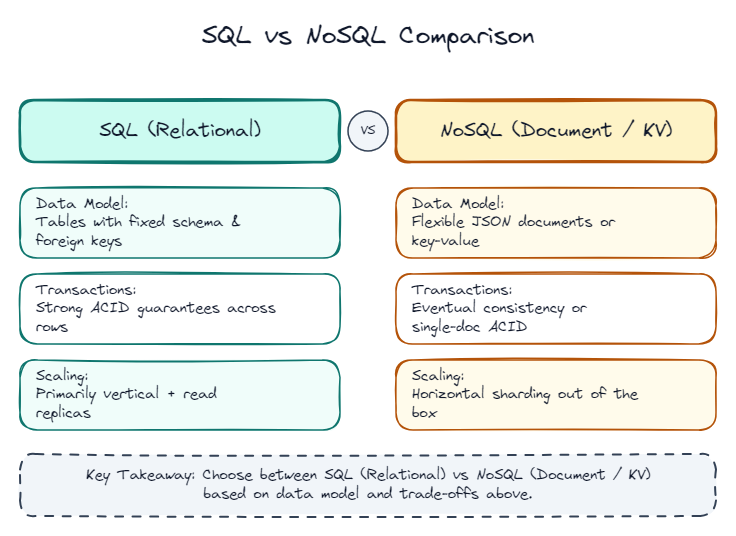 SQL vs NoSQL Comparison
SQL (Relational)
VS
NoSQL (Document / KV)
Data Model:
Tables with fixed schema &
foreign keys
Data Model:
Flexible JSON documents or
key-value
Transactions:
Strong ACID guarantees across
rows
Transactions:
Eventual consistency or
single-doc ACID
Scaling:
Primarily vertical + read
replicas
Scaling:
Horizontal sharding out of the
box
Key Takeaway: Choose between SQL (Relational) vs NoSQL (Document / KV)
based on data model and trade-offs above.